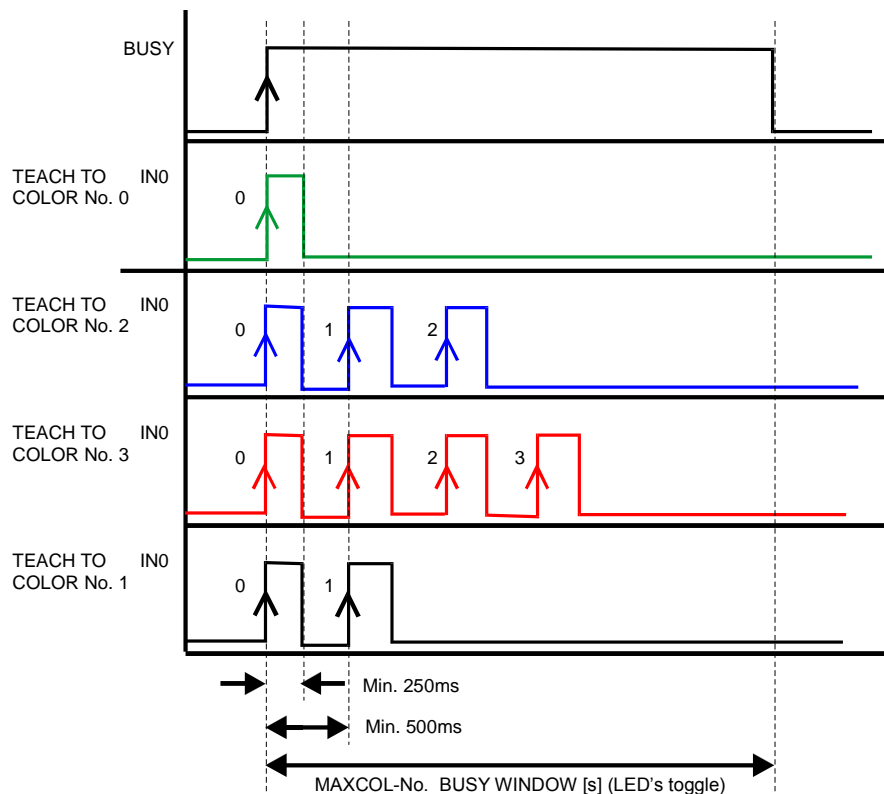 BUSY
TEACH TO IN0
COLOR No. 0
0
TEACH TO IN0
COLOR No. 2
0 1 2
TEACH TO IN0
COLOR No. 3
0 1 2 3
TEACH TO IN0
COLOR No. 1
0 1
Min. 250ms
Min. 500ms
MAXCOL-No. BUSY WINDOW [s] (LED's toggle)